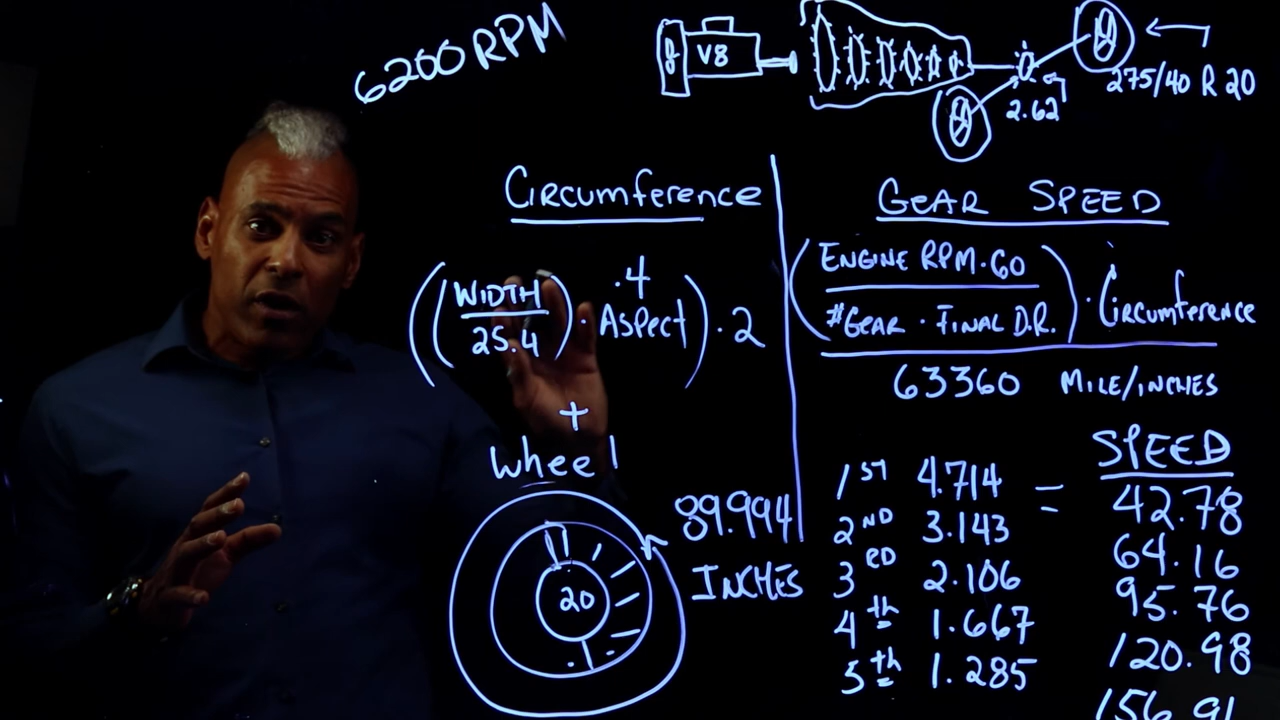 6200 RPM
V8
2.62
275/40 R 20
Circumference
((WIDTH/25.4) · .4 Aspect) · 2
+
Wheel
20
89.994
INCHES
GEAR SPEED
(ENGINE RPM · 60 / #GEAR · FINAL D.R.) · Circumference
63360 MILE/INCHES
SPEED
1ST 4.714 = 42.78
2ND 3.143 64.16
3RD 2.106 95.76
4th 1.667 120.98
5th 1.285 156.91